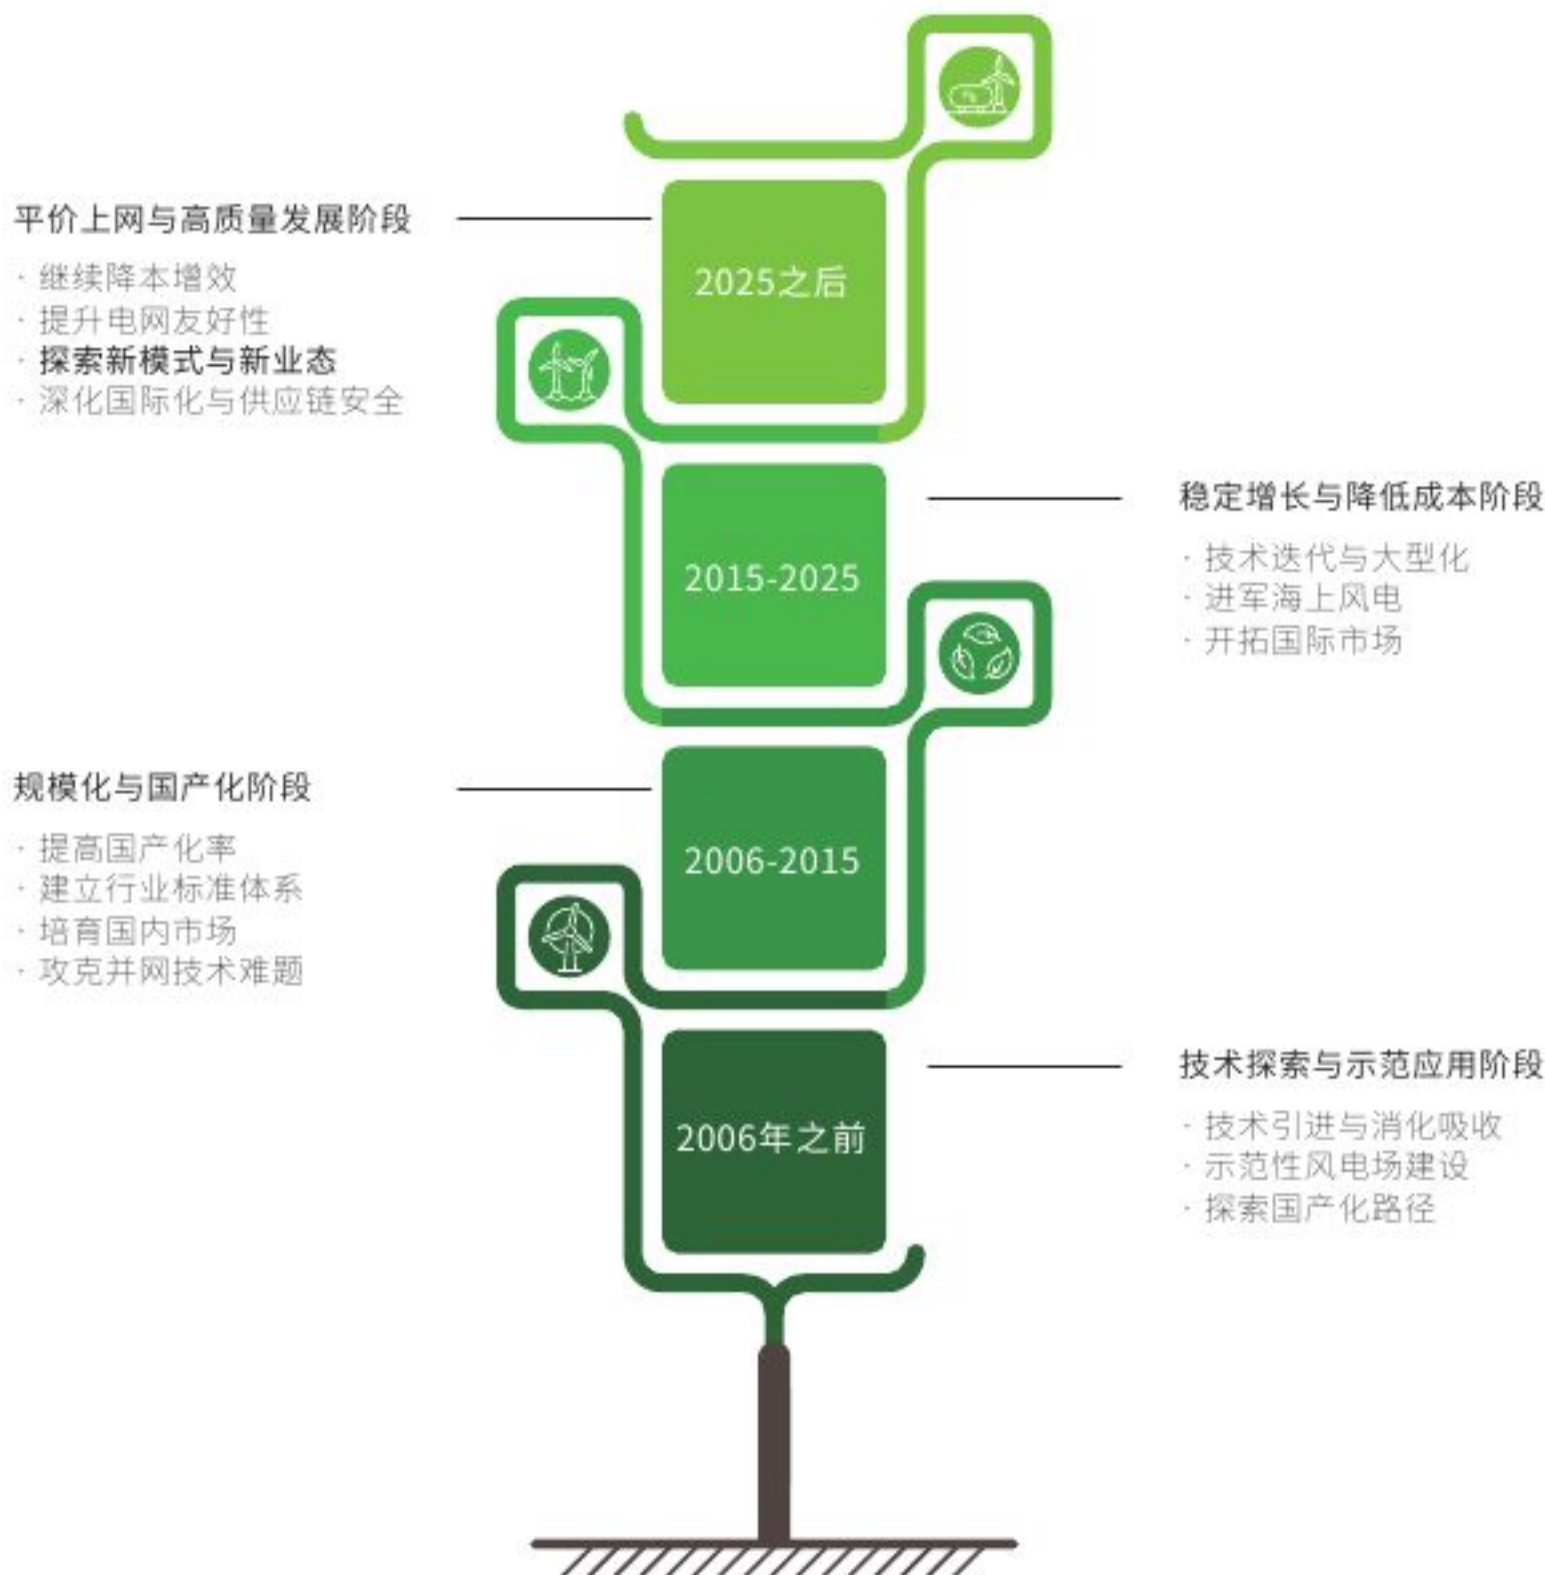 平价上网与高质量发展阶段
· 继续降本增效
· 提升电网友好性
· 探索新模式与新业态
· 深化国际化与供应链安全
2025之后
稳定增长与降低成本阶段
· 技术迭代与大型化
· 进军海上风电
· 开拓国际市场
2015-2025
规模化与国产化阶段
· 提高国产化率
· 建立行业标准体系
· 培育国内市场
· 攻克并网技术难题
2006-2015
技术探索与示范应用阶段
· 技术引进与消化吸收
· 示范性风电场建设
· 探索国产化路径
2006年之前